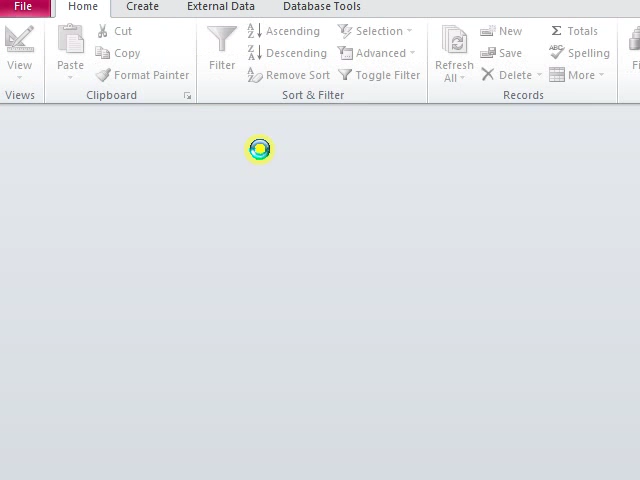 File Home Create External Data Database Tools
View
Views
Paste
Cut
Copy
Format Painter
Clipboard
Filter
Ascending
Descending
Remove Sort
Selection
Advanced
Toggle Filter
Sort & Filter
Refresh
All
New
Save
Delete
Totals
Spelling
More
Records